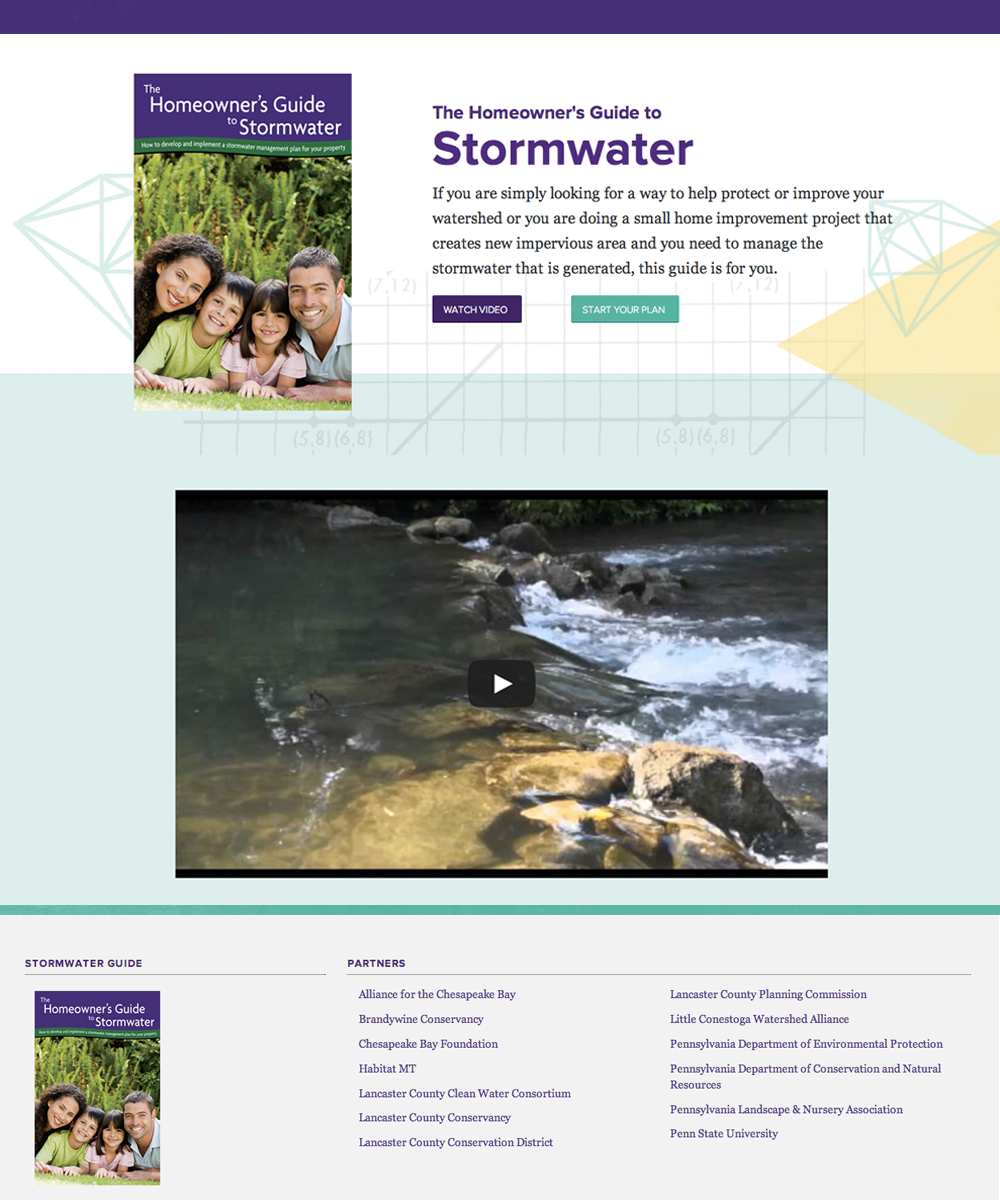 The
Homeowner's Guide
to Stormwater
How to develop and implement a stormwater management plan for your property
The Homeowner's Guide to
Stormwater
If you are simply looking for a way to help protect or improve your
watershed or you are doing a small home improvement project that
creates new impervious area and you need to manage the
stormwater that is generated, this guide is for you.
(7,12)
(7,12)
WATCH VIDEO
START YOUR PLAN
(5,8)(6,8)
(5,8)(6,8)
STORMWATER GUIDE
The
Homeowner's Guide
to Stormwater
How to develop and implement a stormwater management plan for your property
PARTNERS
Alliance for the Chesapeake Bay
Brandywine Conservancy
Chesapeake Bay Foundation
Habitat MT
Lancaster County Clean Water Consortium
Lancaster County Conservancy
Lancaster County Conservation District
Lancaster County Planning Commission
Little Conestoga Watershed Alliance
Pennsylvania Department of Environmental Protection
Pennsylvania Department of Conservation and Natural
Resources
Pennsylvania Landscape & Nursery Association
Penn State University